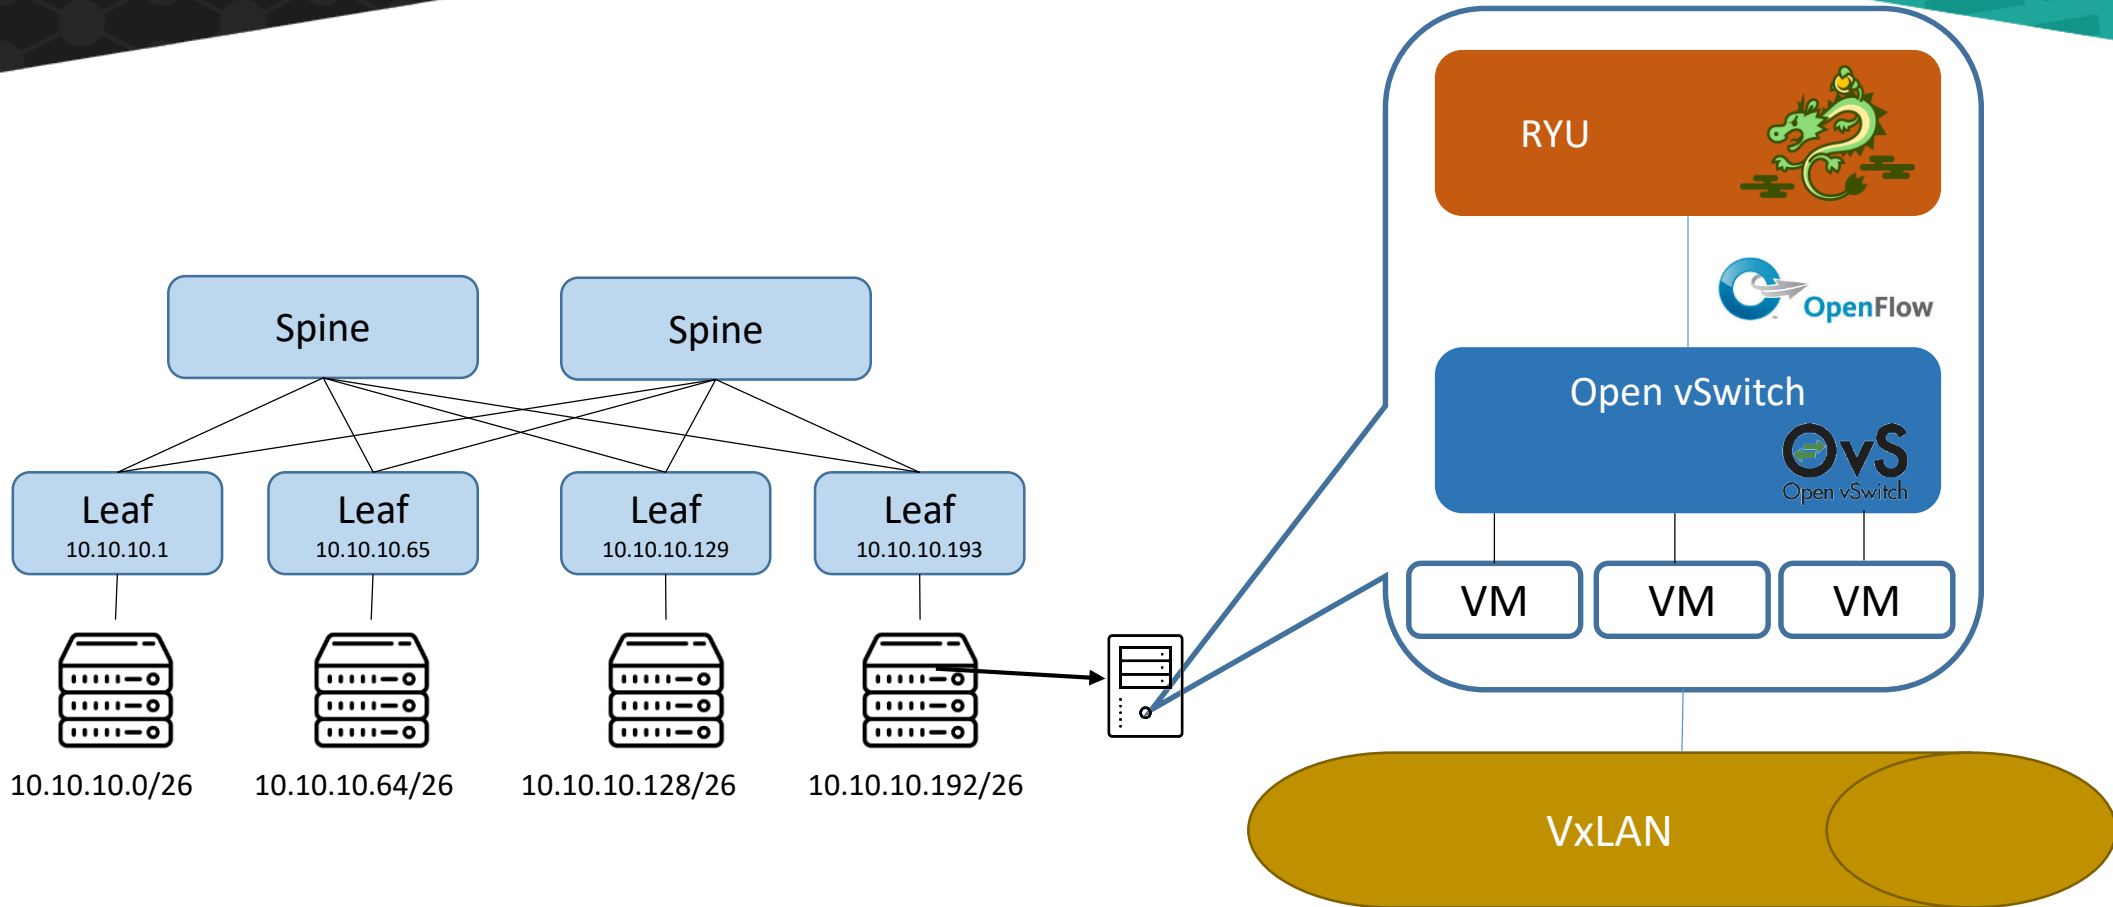 Spine
Spine
Leaf
10.10.10.1
Leaf
10.10.10.65
Leaf
10.10.10.129
Leaf
10.10.10.193
10.10.10.0/26
10.10.10.64/26
10.10.10.128/26
10.10.10.192/26
RYU
OpenFlow
Open vSwitch
OvS
Open vSwitch
VM
VM
VM
VxLAN